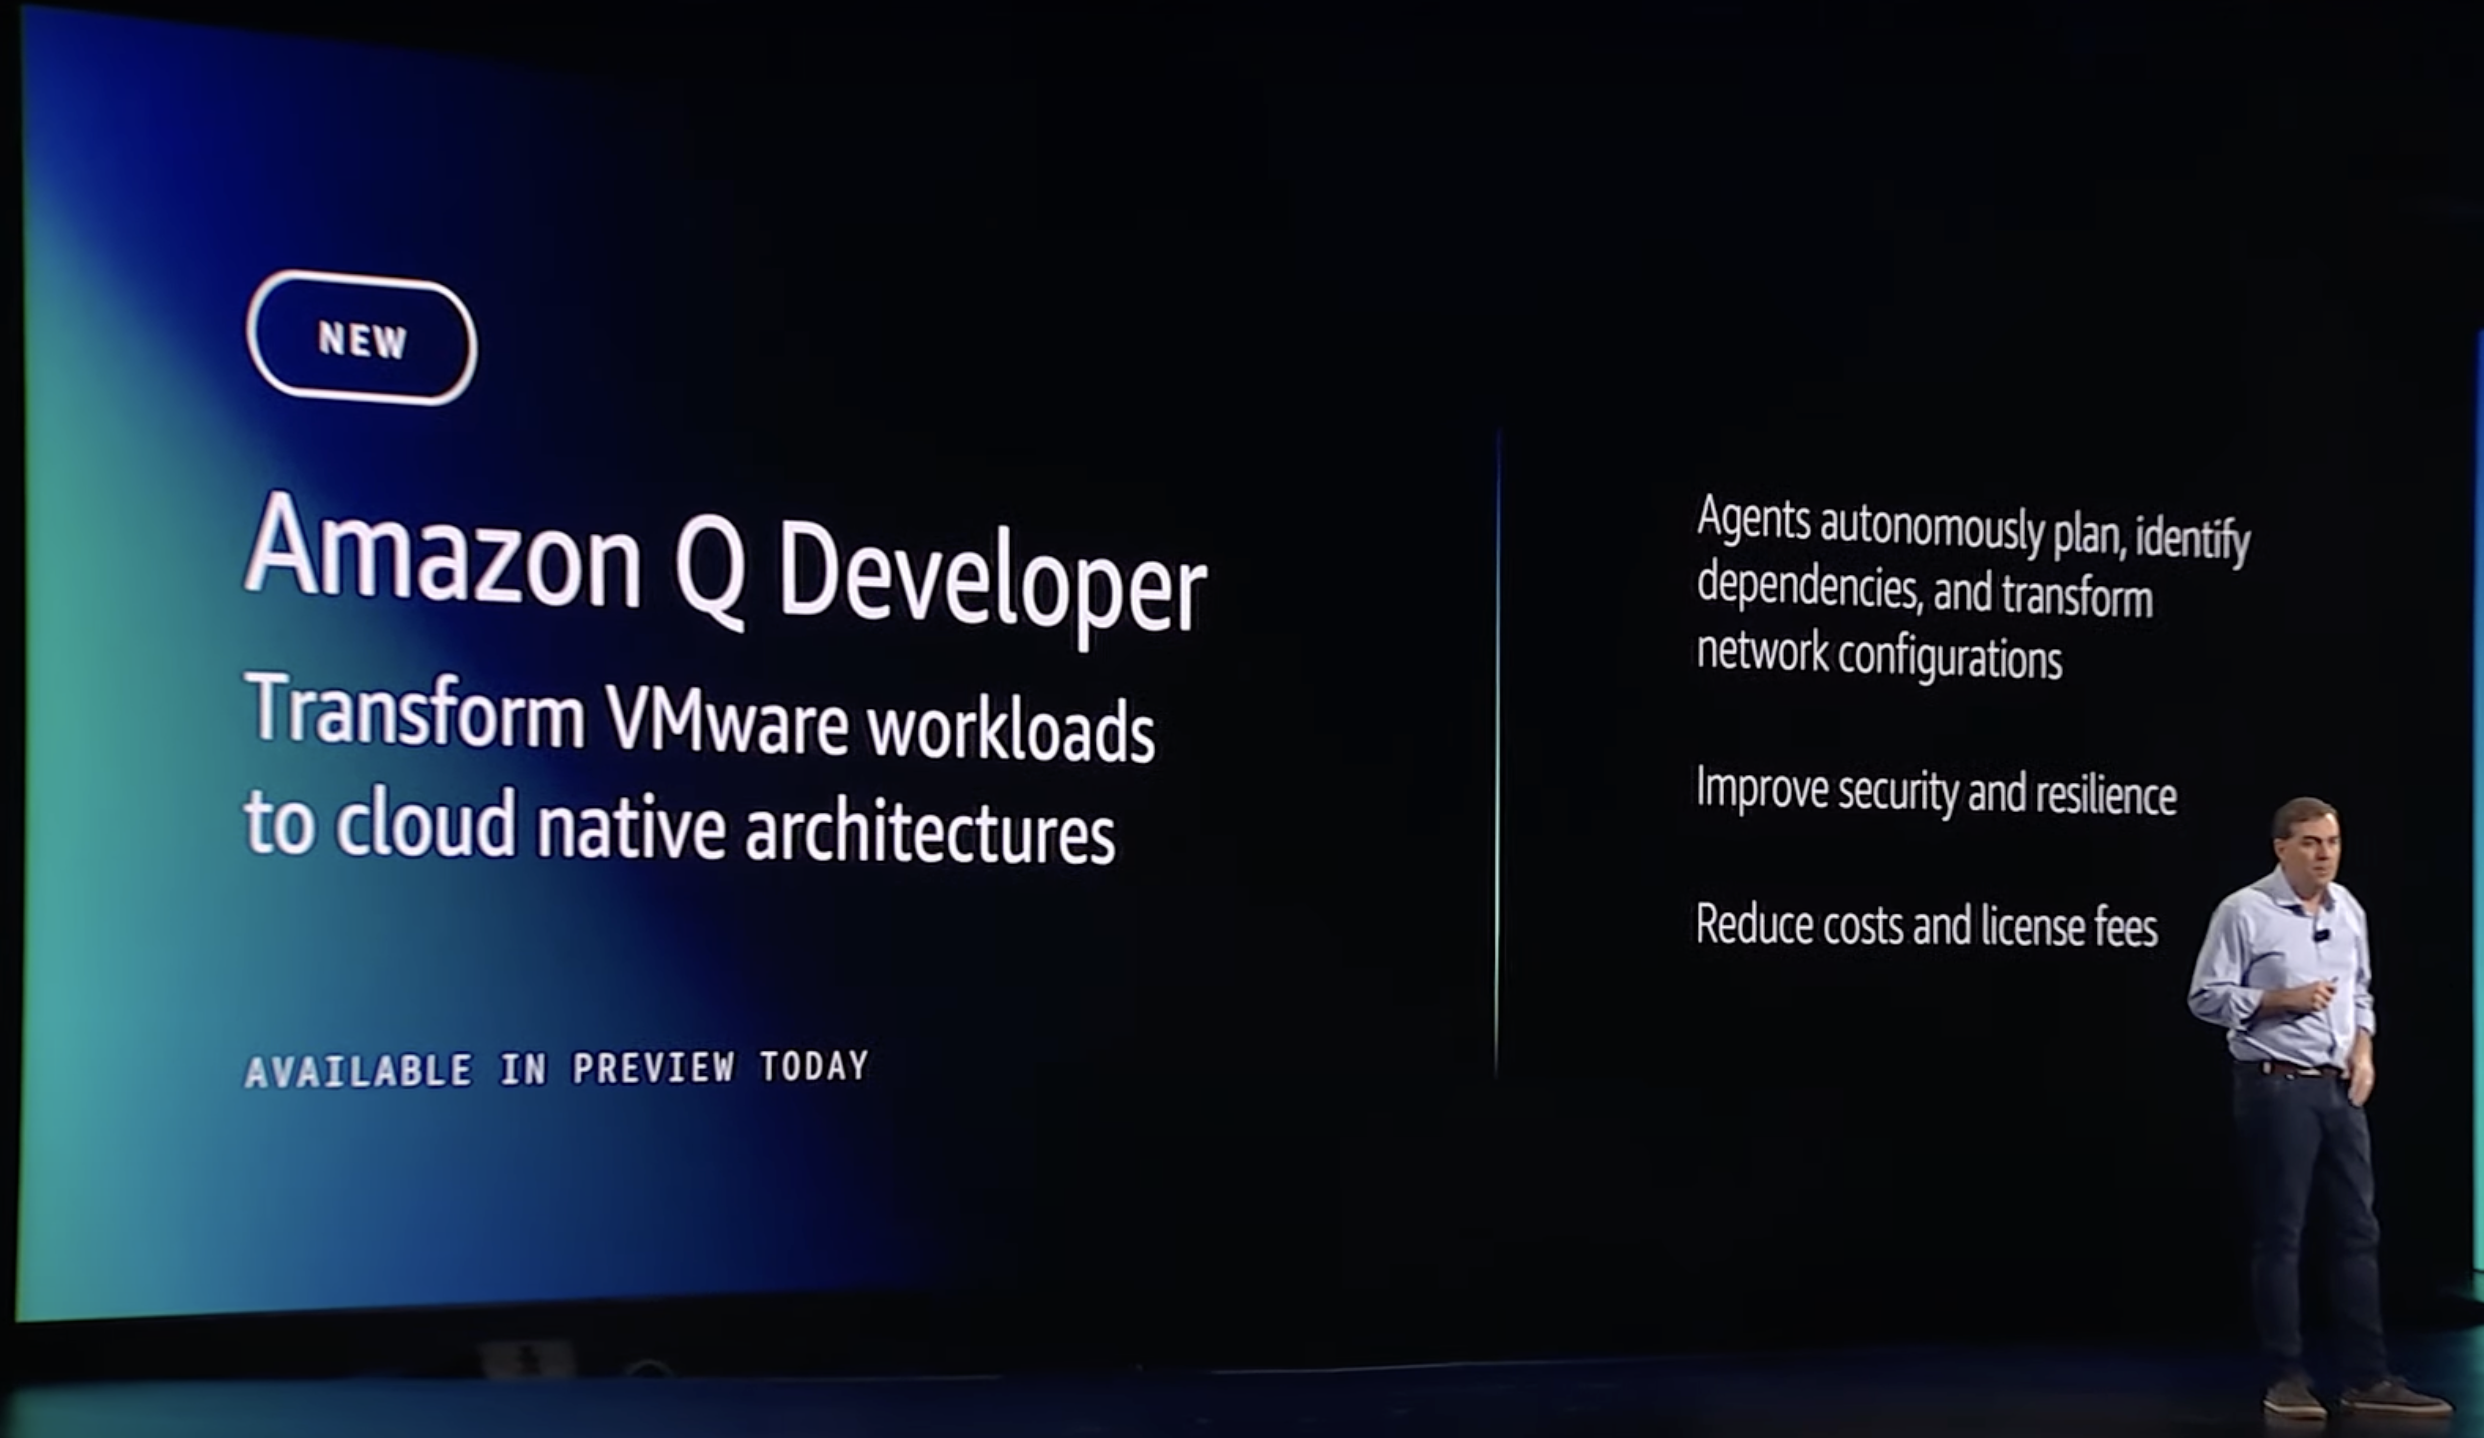 NEW
Amazon Q Developer
Transform VMware workloads
to cloud native architectures
AVAILABLE IN PREVIEW TODAY
Agents autonomously plan, identify
dependencies, and transform
network configurations
Improve security and resilience
Reduce costs and license fees